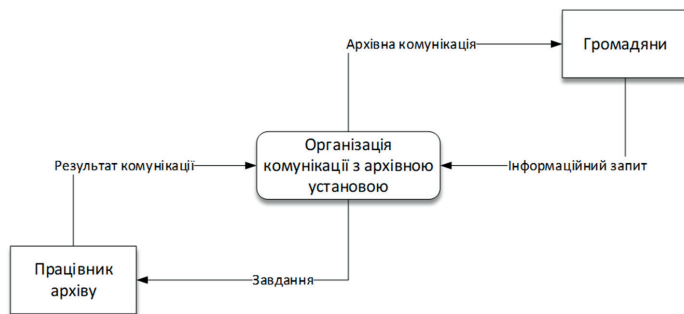 Архівна комунікація
Громадяни
Організація
комунікації з архівною
установою
Результат комунікації
Інформаційний запит
Працівник
архіву
Завдання